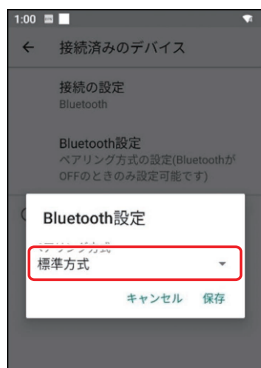 1:00
接続済みのデバイス
接続の設定
Bluetooth
Bluetooth設定
ペアリング方式の設定(Bluetoothが
OFFのときのみ設定可能です)
Bluetooth設定
標準方式
キャンセル 保存